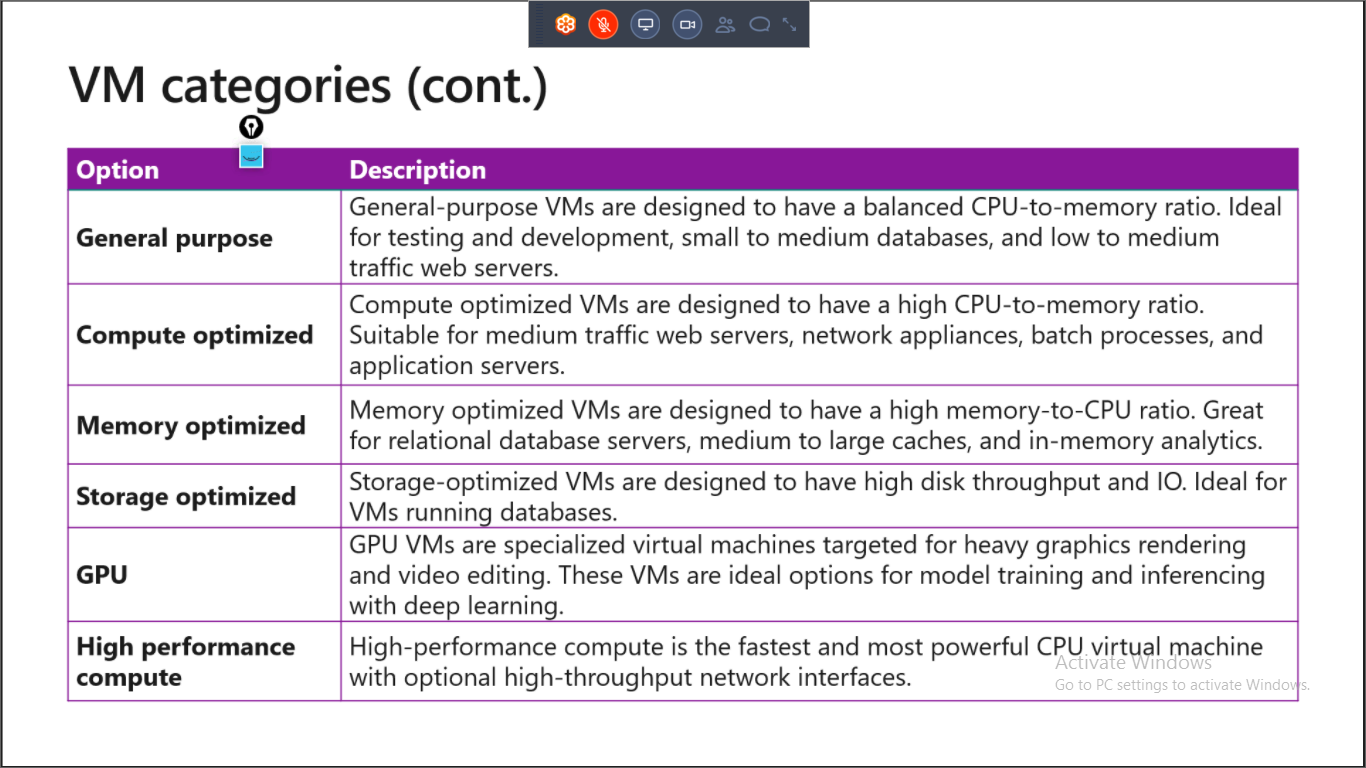 VM categories (cont.)
Option
Description
General purpose
General-purpose VMs are designed to have a balanced CPU-to-memory ratio. Ideal
for testing and development, small to medium databases, and low to medium
traffic web servers.
Compute optimized
Compute optimized VMs are designed to have a high CPU-to-memory ratio.
Suitable for medium traffic web servers, network appliances, batch processes, and
application servers.
Memory optimized
Memory optimized VMs are designed to have a high memory-to-CPU ratio. Great
for relational database servers, medium to large caches, and in-memory analytics.
Storage optimized
Storage-optimized VMs are designed to have high disk throughput and IO. Ideal for
VMs running databases.
GPU
GPU VMs are specialized virtual machines targeted for heavy graphics rendering
and video editing. These VMs are ideal options for model training and inferencing
with deep learning.
High performance
compute
High-performance compute is the fastest and most powerful CPU virtual machine
with optional high-throughput network interfaces.
Activate Windows
Go to PC settings to activate Windows.